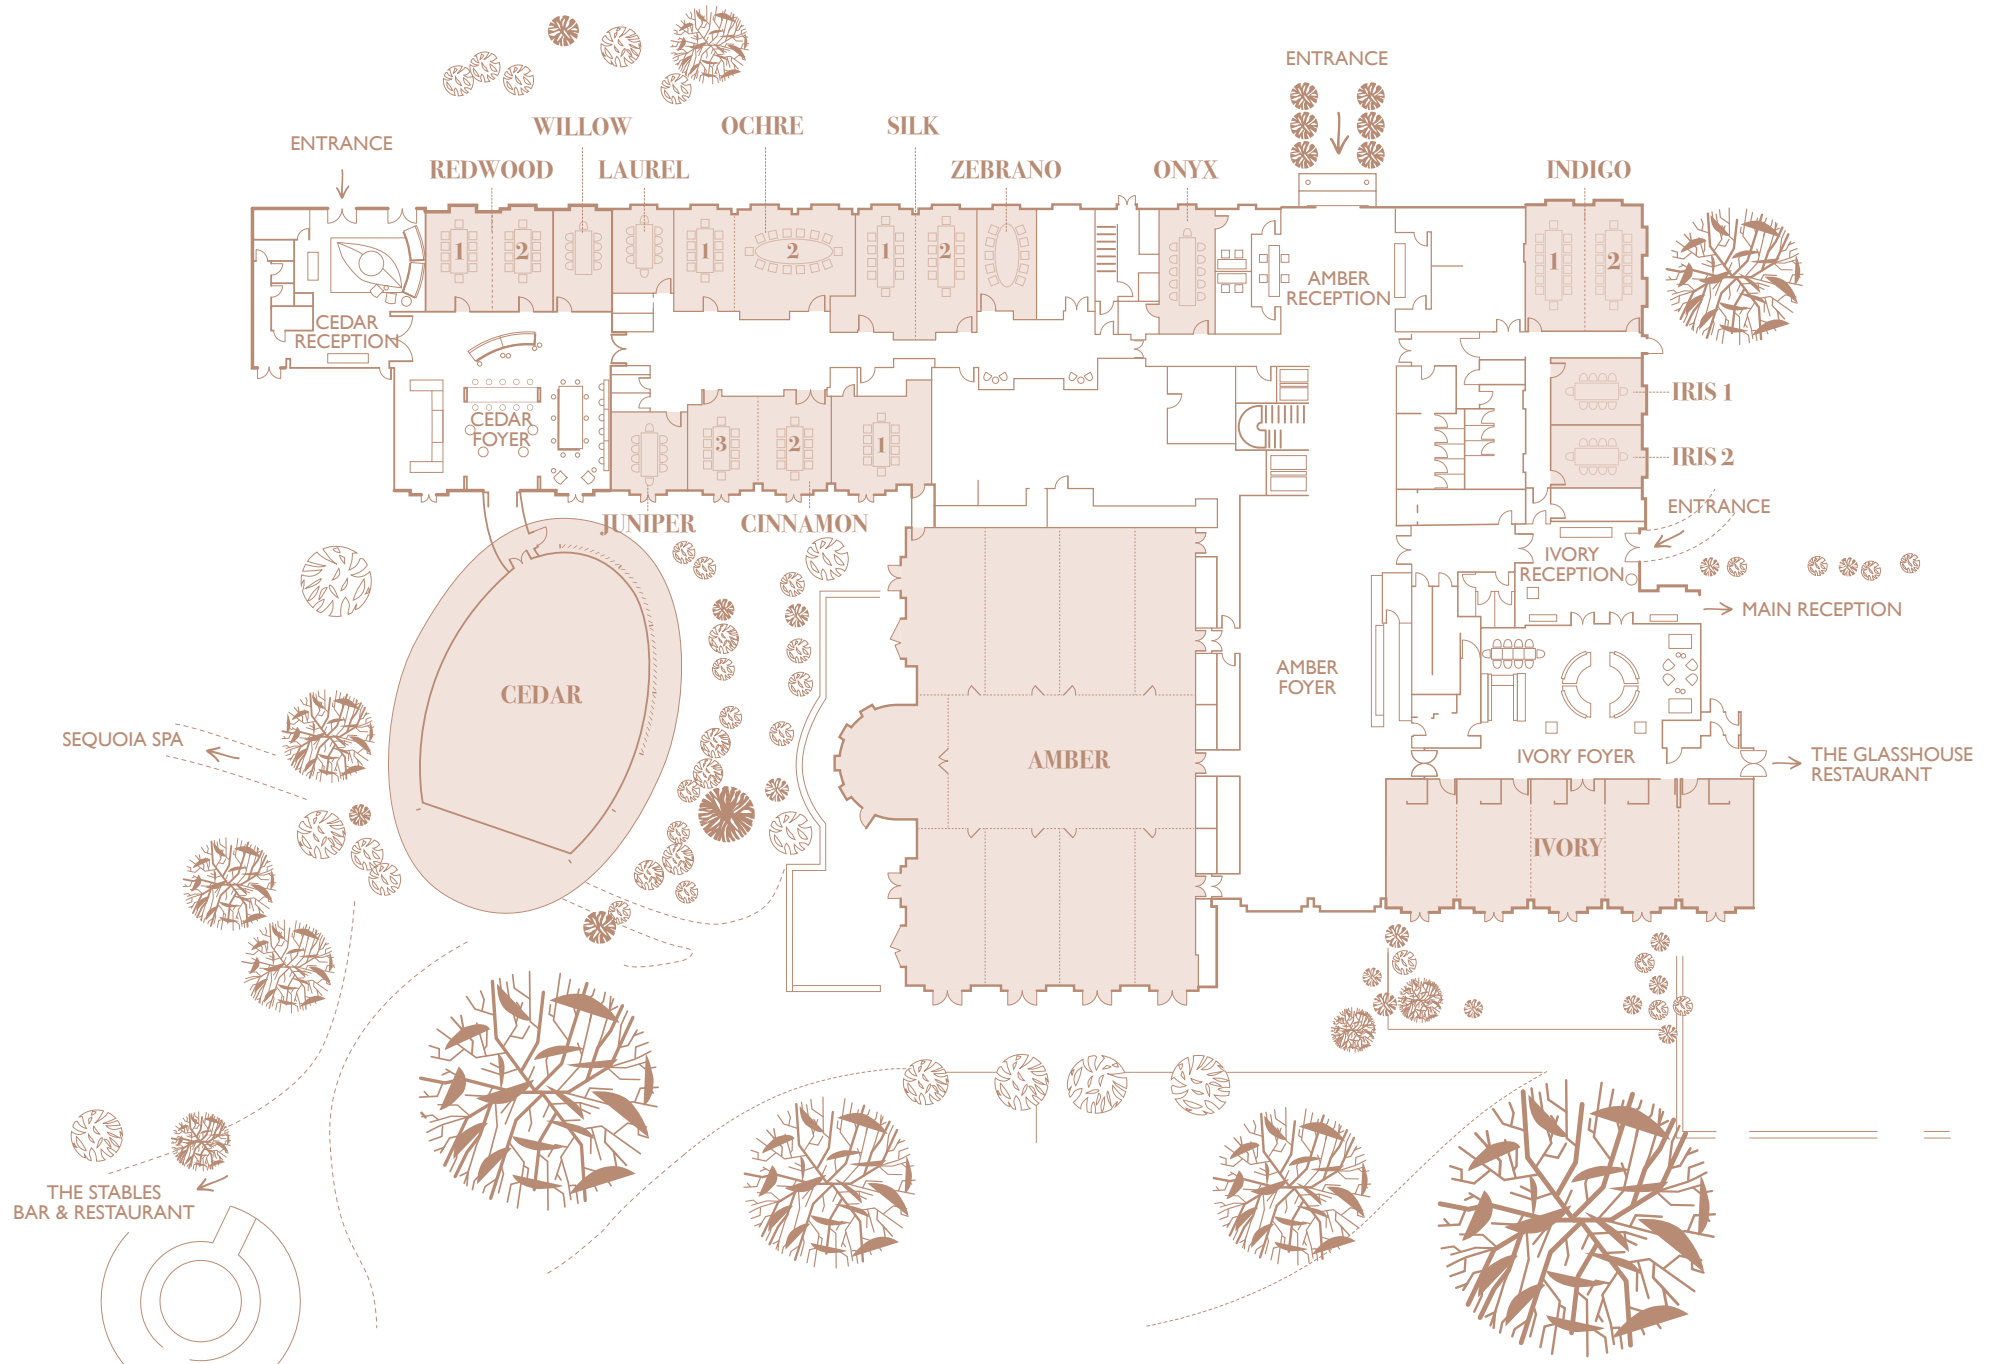 ENTRANCE
WILLOW
OCHRE
SILK
ENTRANCE
REDWOOD
LAUREL
ZEBRANO
ONYX
INDIGO
1
2
1
2
1
2
1
2
AMBER
RECEPTION
CEDAR
RECEPTION
IRIS 1
CEDAR
FOYER
3
2
1
IRIS 2
ENTRANCE
JUNIPER
CINNAMON
IVORY
RECEPTION
MAIN RECEPTION
AMBER
FOYER
CEDAR
SEQUOIA SPA
AMBER
IVORY FOYER
THE GLASSHOUSE
RESTAURANT
IVORY
THE STABLES
BAR & RESTAURANT